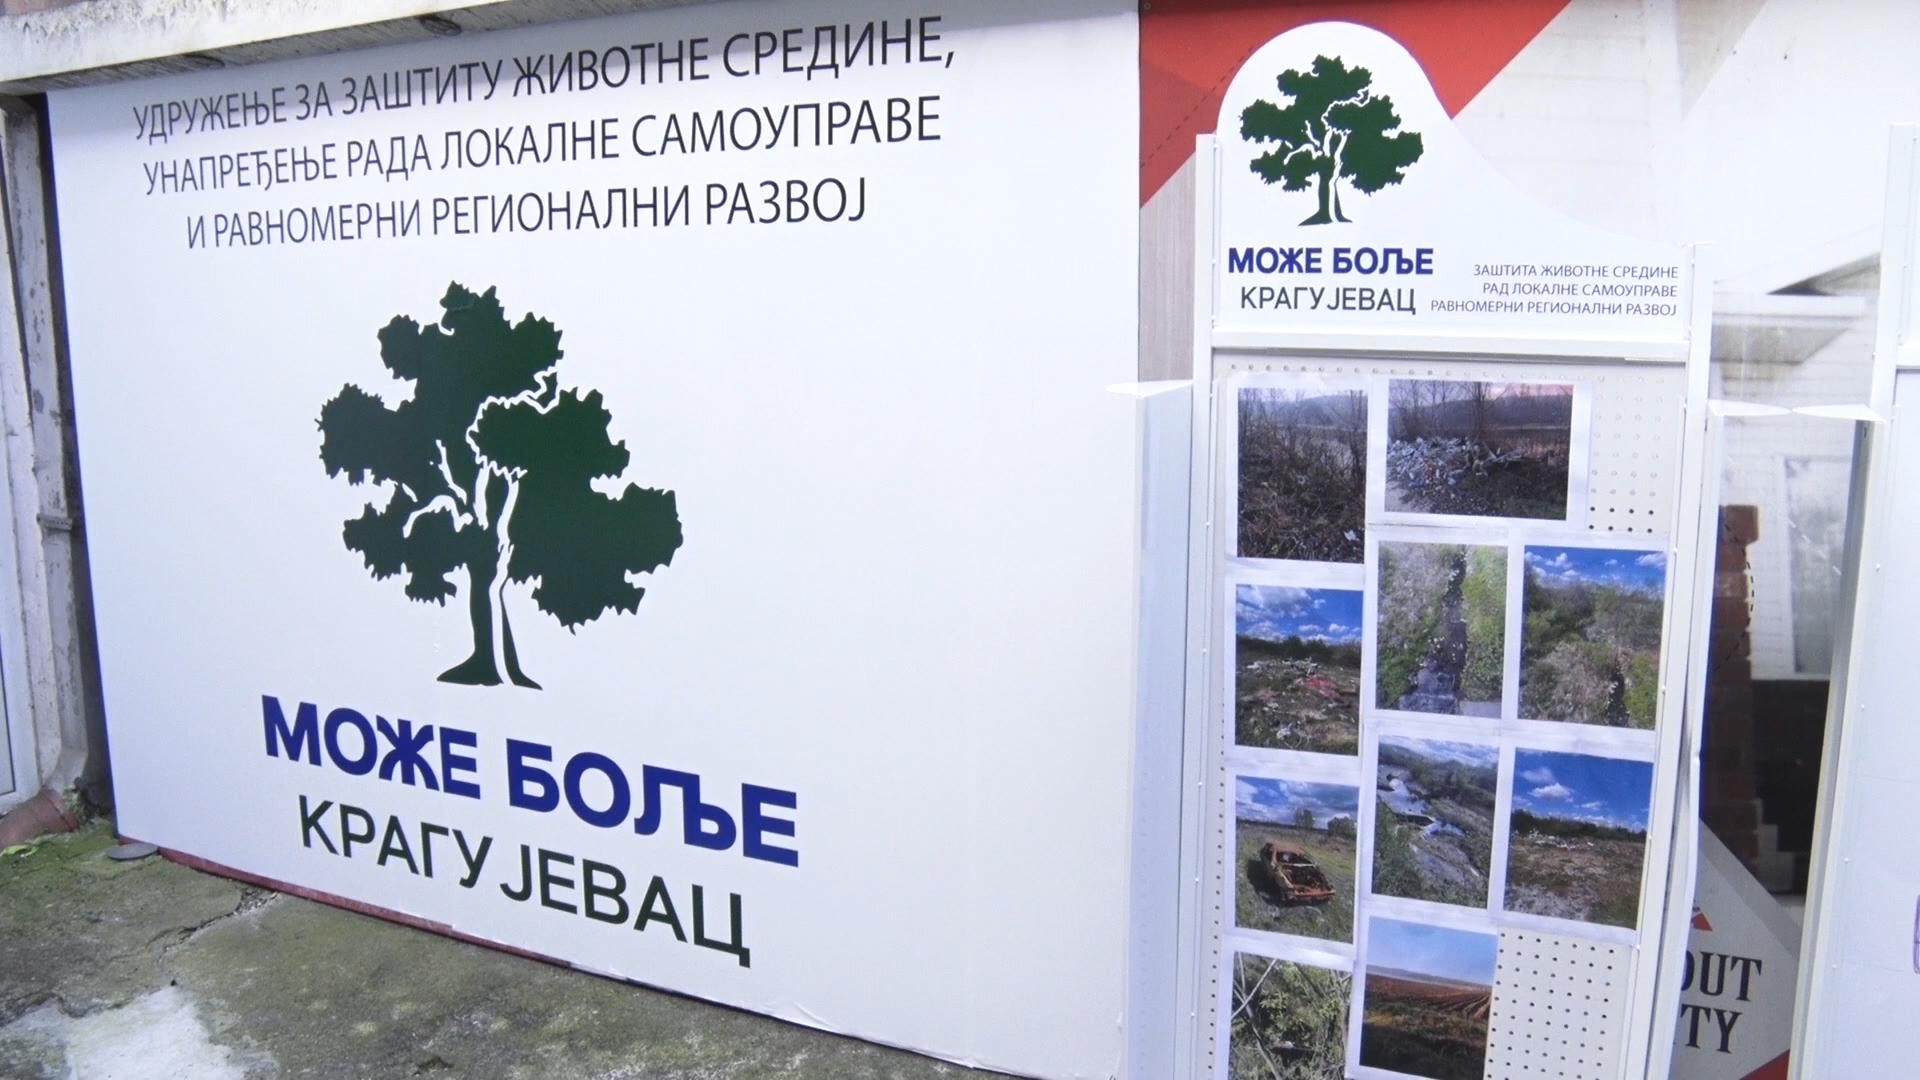 УДРУЖЕЊЕ ЗА ЗАШТИТУ ЖИВОТНЕ СРЕДИНЕ,
УНАПРЕЂЕЊЕ РАДА ЛОКАЛНЕ САМОУПРАВЕ
И РАВНОМЕРНИ РЕГИОНАЛНИ РАЗВОЈ
МОЖЕ БОЉЕ
КРАГУЈЕВАЦ
МОЖЕ БОЉЕ
КРАГУЈЕВАЦ
ЗАШТИТА ЖИВОТНЕ СРЕДИНЕ
РАД ЛОКАЛНЕ САМОУПРАВЕ
РАВНОМЕРНИ РЕГИОНАЛНИ РАЗВОЈ